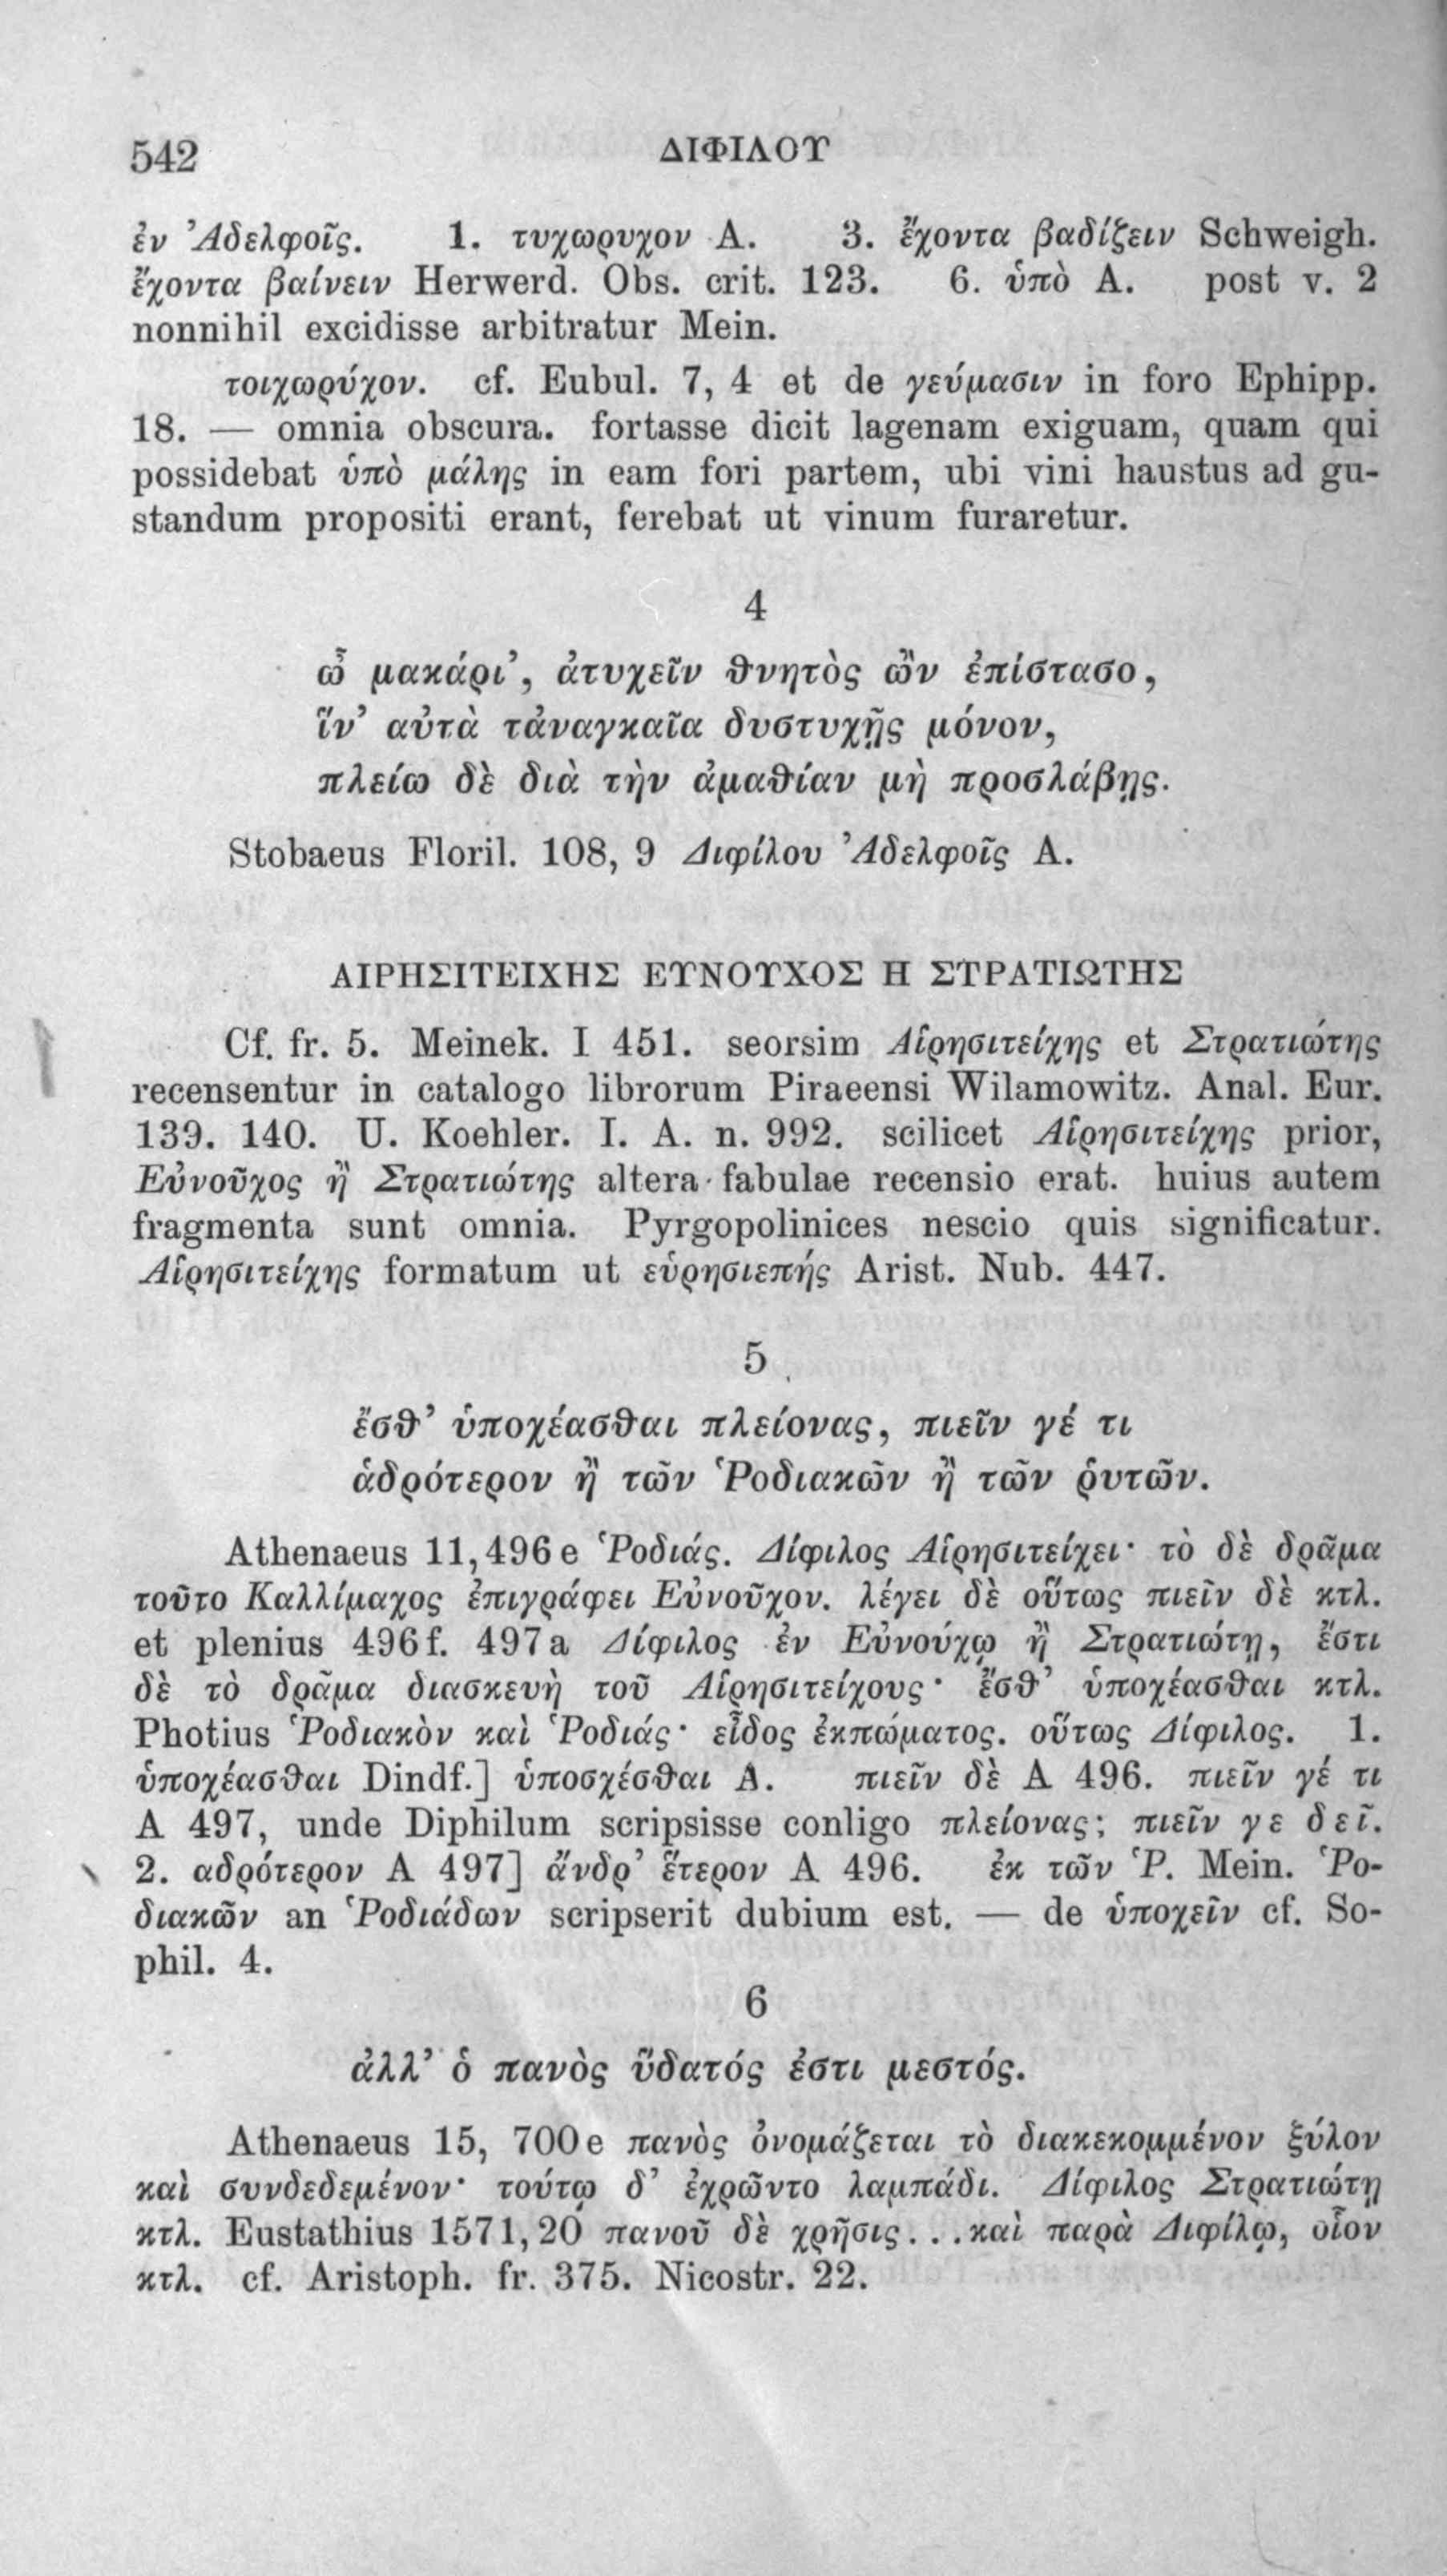 542
ΔΙΦΙΛΟΥ
ἐν Ἀδελφοῖς. 1. τυχωρυχον A. 3. ἔχοντα βαδίζειν Schweigh.
ἔχοντα βαίνειν Herwerd. Obs. crit. 123. 6. ὑπὸ A. post v. 2
nonnihil excidisse arbitratur Mein.
τοιχωρύχον. cf. Eubul. 7, 4 et de γεύμασιν in foro Ephipp.
18. — omnia obscura. fortasse dicit lagenam exiguam, quam qui
possidebat ὑπὸ μάλης in eam fori partem, ubi vini haustus ad gu-
standum propositi erant, ferebat ut vinum furaretur.
4
ὦ μακάρι’, ἀτυχεῖν θνητὸς ὢν ἐπίστασο,
ἵν’ αὐτὰ τἀναγκαῖα δυστυχῇς μόνον,
πλείω δὲ διὰ τὴν ἀμαθίαν μὴ προσλάβῃς.
Stobaeus Floril. 108, 9 Διφίλου Ἀδελφοῖς A.
ΑΙΡΗΣΙΤΕΙΧΗΣ ΕΥΝΟΥΧΟΣ Η ΣΤΡΑΤΙΩΤΗΣ
Cf. fr. 5. Meinek. I 451. seorsim Αἱρησιτείχης et Στρατιώτης
recensentur in catalogo librorum Piraeensi Wilamowitz. Anal. Eur.
139. 140. U. Koehler. I. A. n. 992. scilicet Αἱρησιτείχης prior,
Εὐνοῦχος ἢ Στρατιώτης altera fabulae recensio erat. huius autem
fragmenta sunt omnia. Pyrgopolinices nescio quis significatur.
Αἱρησιτείχης formatum ut εὑρησιεπής Arist. Nub. 447.
5
ἔσθ’ ὑποχέασθαι πλείονας, πιεῖν γέ τι
ἁδρότερον ἢ τῶν Ῥοδιακῶν ἢ τῶν ῥυτῶν.
Athenaeus 11, 496 e Ῥοδιάς. Δίφιλος Αἱρησιτείχει· τὸ δὲ δρᾶμα
τοῦτο Καλλίμαχος ἐπιγράφει Εὐνοῦχον. λέγει δὲ οὕτως πιεῖν δὲ κτλ.
et plenius 496 f. 497 a Δίφιλος ἐν Εὐνούχῳ ἢ Στρατιώτῃ, ἔστι
δὲ τὸ δρᾶμα διασκευὴ τοῦ Αἱρησιτείχους· ἔσθ’ ὑποχέασθαι κτλ.
Photius Ῥοδιακὸν καὶ Ῥοδιάς· εἶδος ἐκπώματος. οὕτως Δίφιλος. 1.
ὑποχέασθαι Dindf.] ὑποσχέσθαι A. πιεῖν δὲ A 496. πιεῖν γέ τι
A 497, unde Diphilum scripsisse conligo πλείονας; πιεῖν γε δεῖ.
2. αδρότερον A 497] ἄνδρ’ ἕτερον A 496. ἐκ τῶν Ῥ. Mein. Ῥο-
διακῶν an Ῥοδιάδων scripserit dubium est. — de ὑποχεῖν cf. So-
phil. 4.
6
ἀλλ’ ὁ πανὸς ὕδατός ἐστι μεστός.
Athenaeus 15, 700 e πανὸς ὀνομάζεται τὸ διακεκομμένον ξύλον
καὶ συνδεδεμένον· τούτῳ δ’ ἐχρῶντο λαμπάδι. Δίφιλος Στρατιώτῃ
κτλ. Eustathius 1571, 20 πανοῦ δὲ χρῆσις... καὶ παρὰ Διφίλῳ, οἷον
κτλ. cf. Aristoph. fr. 375. Nicostr. 22.